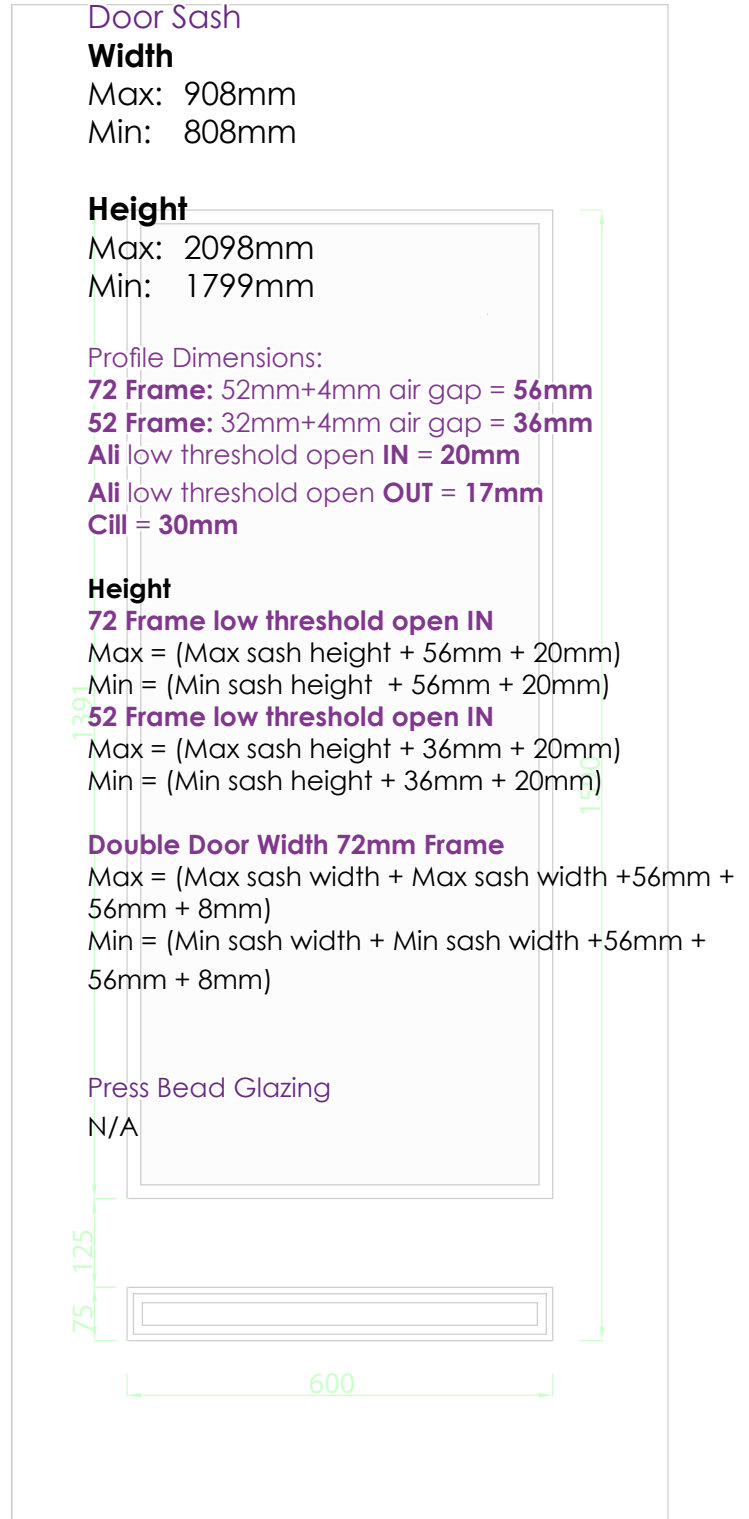 Door Sash
Width
Max: 908mm
Min: 808mm
Height
Max: 2098mm
Min: 1799mm
Profile Dimensions:
72 Frame: 52mm+4mm air gap = 56mm
52 Frame: 32mm+4mm air gap = 36mm
Ali low threshold open IN = 20mm
Ali low threshold open OUT = 17mm
Cill = 30mm
Height
72 Frame low threshold open IN
Max = (Max sash height + 56mm + 20mm)
Min = (Min sash height + 56mm + 20mm)
1391
52 Frame low threshold open IN
Max = (Max sash height + 36mm + 20mm)
Min = (Min sash height + 36mm + 20mm)
Double Door Width 72mm Frame
Max = (Max sash width + Max sash width +56mm +
56mm + 8mm)
Min = (Min sash width + Min sash width +56mm +
56mm + 8mm)
Press Bead Glazing
N/A
125
75
600